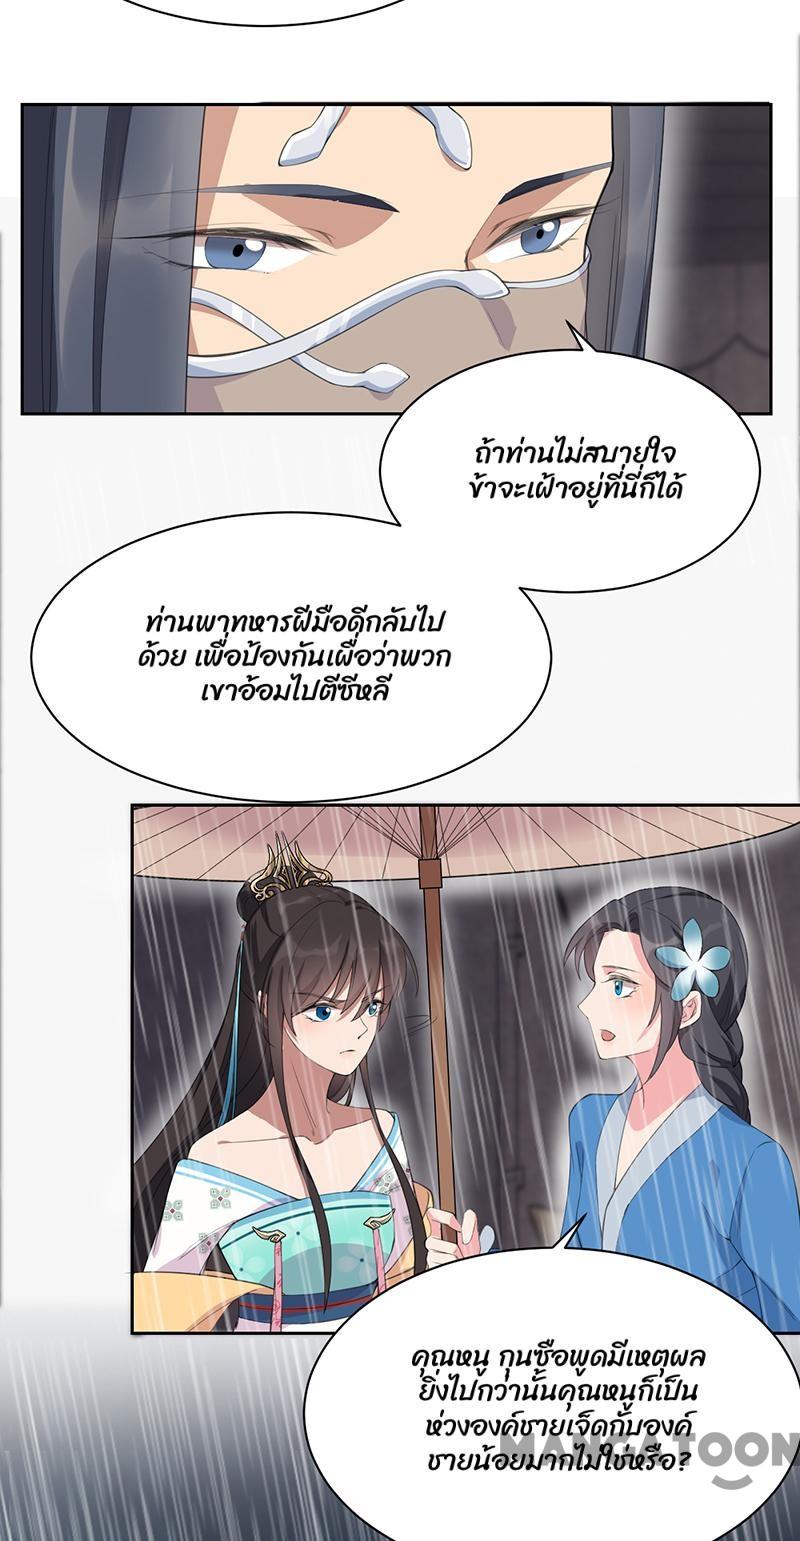 ถ้าท่านไม่สบายใจ
ข้าจะเฝ้าอยู่ที่นี่ก็ได้
ท่านพาทหารฝีมือดีกลับไป
ด้วย เพื่อป้องกันเผื่อว่าพวก
เขาอ้อมไปตีซีหลี
คุณหนู กุนซือพูดมีเหตุผล
ยิ่งไปกว่านั้นคุณหนูก็เป็น
ห่วงองค์ชายเจ็ดกับองค์
ชายน้อยมากไม่ใช่หรือ?
MANGATOON